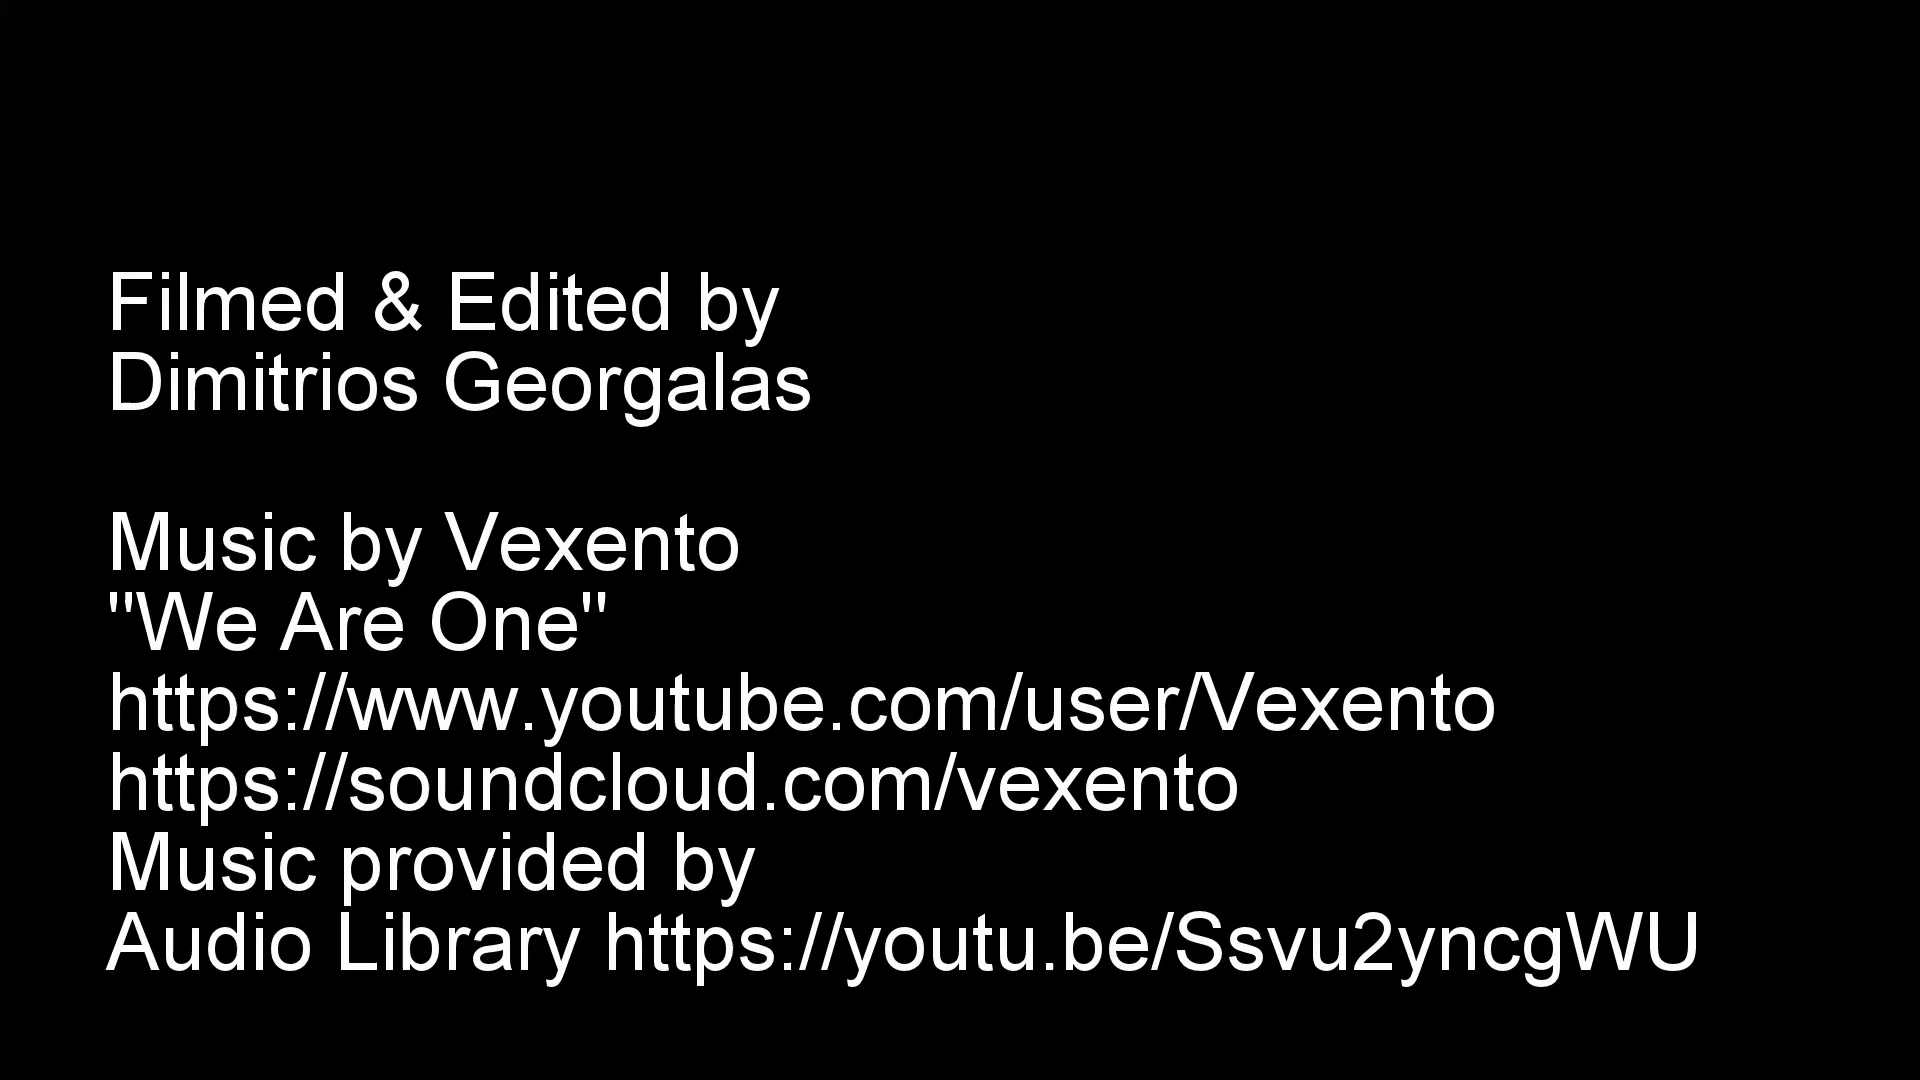 Filmed & Edited by
Dimitrios Georgalas
Music by Vexento
"We Are One"
https://www.youtube.com/user/Vexento
https://soundcloud.com/vexento
Music provided by
Audio Library https://youtu.be/Ssvu2yncgWU